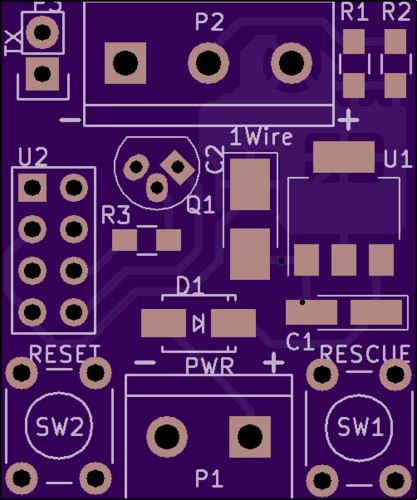 P3
TX
P2
R1 R2
- +
1Wire
U2
C2
U1
R3
Q1
D1
C1
RESET
- PWR +
RESCUE
SW2
SW1
P1